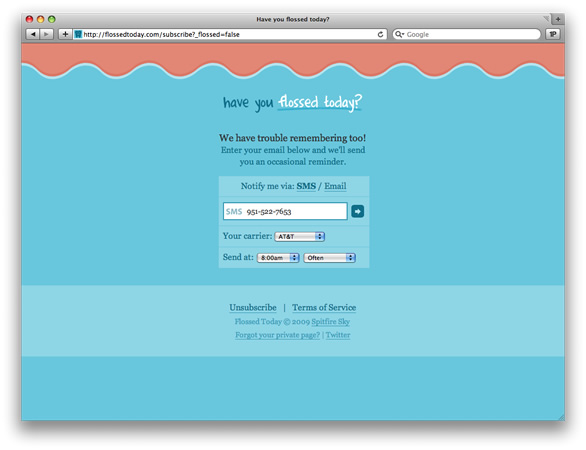 Have you flossed today?
http://flossedtoday.com/subscribe?_flossed=false
Google
have you flossed today?
We have trouble remembering too!
Enter your email below and we'll send
you an occasional reminder.
Notify me via: SMS / Email
SMS 951-522-7653
Your carrier: AT&T
Send at: 8:00am Often
Unsubscribe | Terms of Service
Flossed Today © 2009 Spitfire Sky
Forgot your private page? | Twitter